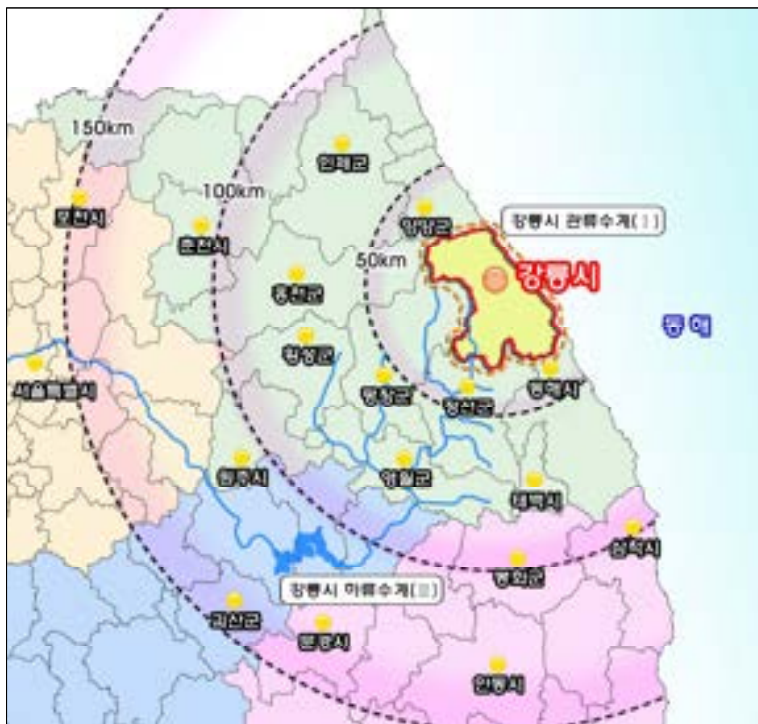 150km
인제군
100km
포천시
양양군
강릉시 관류수계(Ⅰ)
춘천시
50km
홍천군
강릉시
동해
횡성군
서울특별시
평창군
정선군
동해시
원주시
영월군
태백시
삼척시
봉화군
강릉시 하류수계(Ⅱ)
괴산군
문경시
안동시